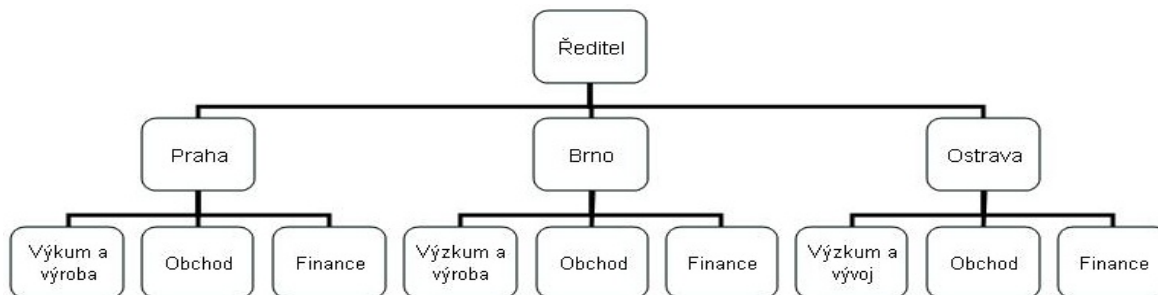 Ředitel
Praha
Brno
Ostrava
Výkum a
výroba
Obchod
Finance
Výzkum a
výroba
Obchod
Finance
Výzkum a
vývoj
Obchod
Finance